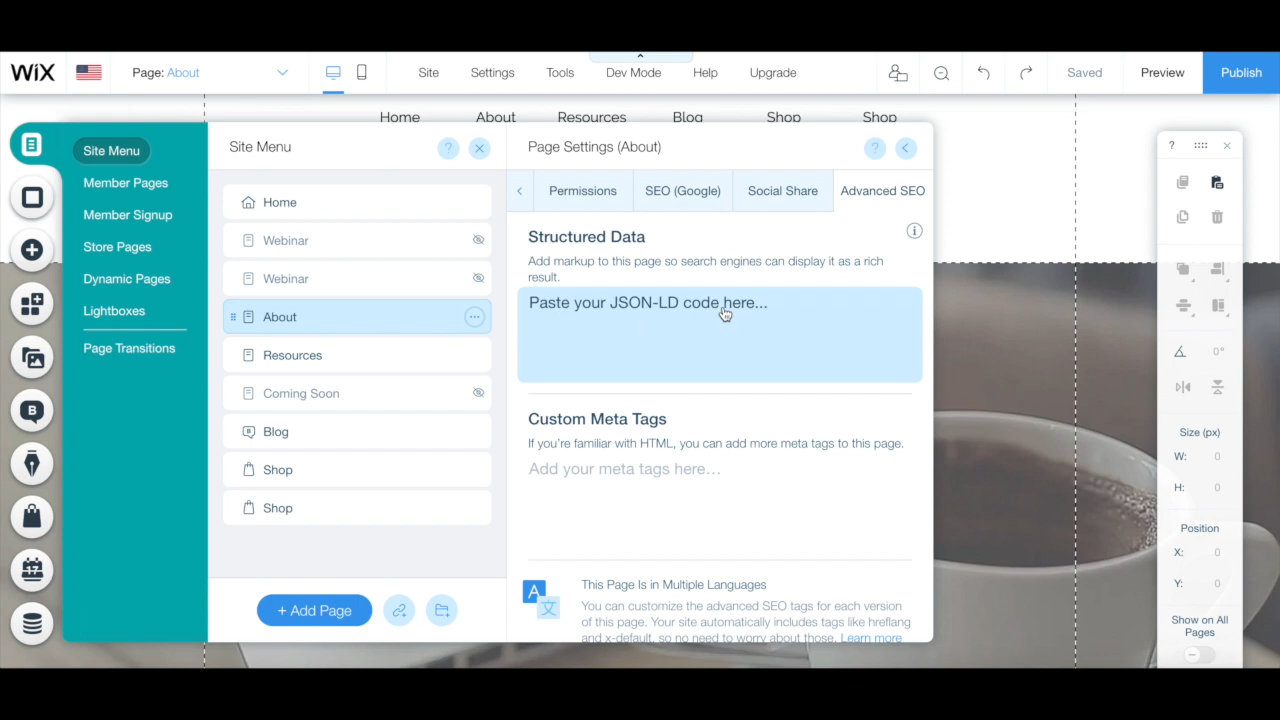 WiX
Page: About
Site
Settings
Tools
Dev Mode
Help
Upgrade
Saved
Preview
Publish
Home
About
Resources
Blog
Shop
Shop
Site Menu
Member Pages
Member Signup
Store Pages
Dynamic Pages
Lightboxes
Page Transitions
B
17
Site Menu
?
Home
Webinar
Webinar
About
Resources
Coming Soon
Blog
Shop
Shop
+ Add Page
Page Settings (About)
?
Permissions
SEO (Google)
Social Share
Advanced SEO
Structured Data
Add markup to this page so search engines can display it as a rich
result.
Paste your JSON-LD code here...
Custom Meta Tags
If you're familiar with HTML, you can add more meta tags to this page.
Add your meta tags here...
A
文
This Page Is in Multiple Languages
You can customize the advanced SEO tags for each version
of this page. Your site automatically includes tags like hreflang
and x-default, so no need to worry about those. Learn more
?
0°
Size (px)
W: 0
H: 0
Position
X: 0
Y: 0
Show on All
Pages